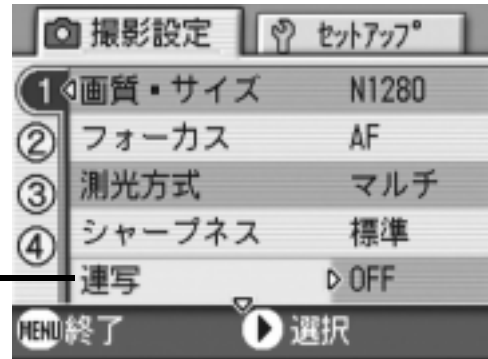 撮影設定 セットアップ
1 画質・サイズ N1280
2 フォーカス AF
3 測光方式 マルチ
4 シャープネス 標準
連写 OFF
MENU 終了 選択